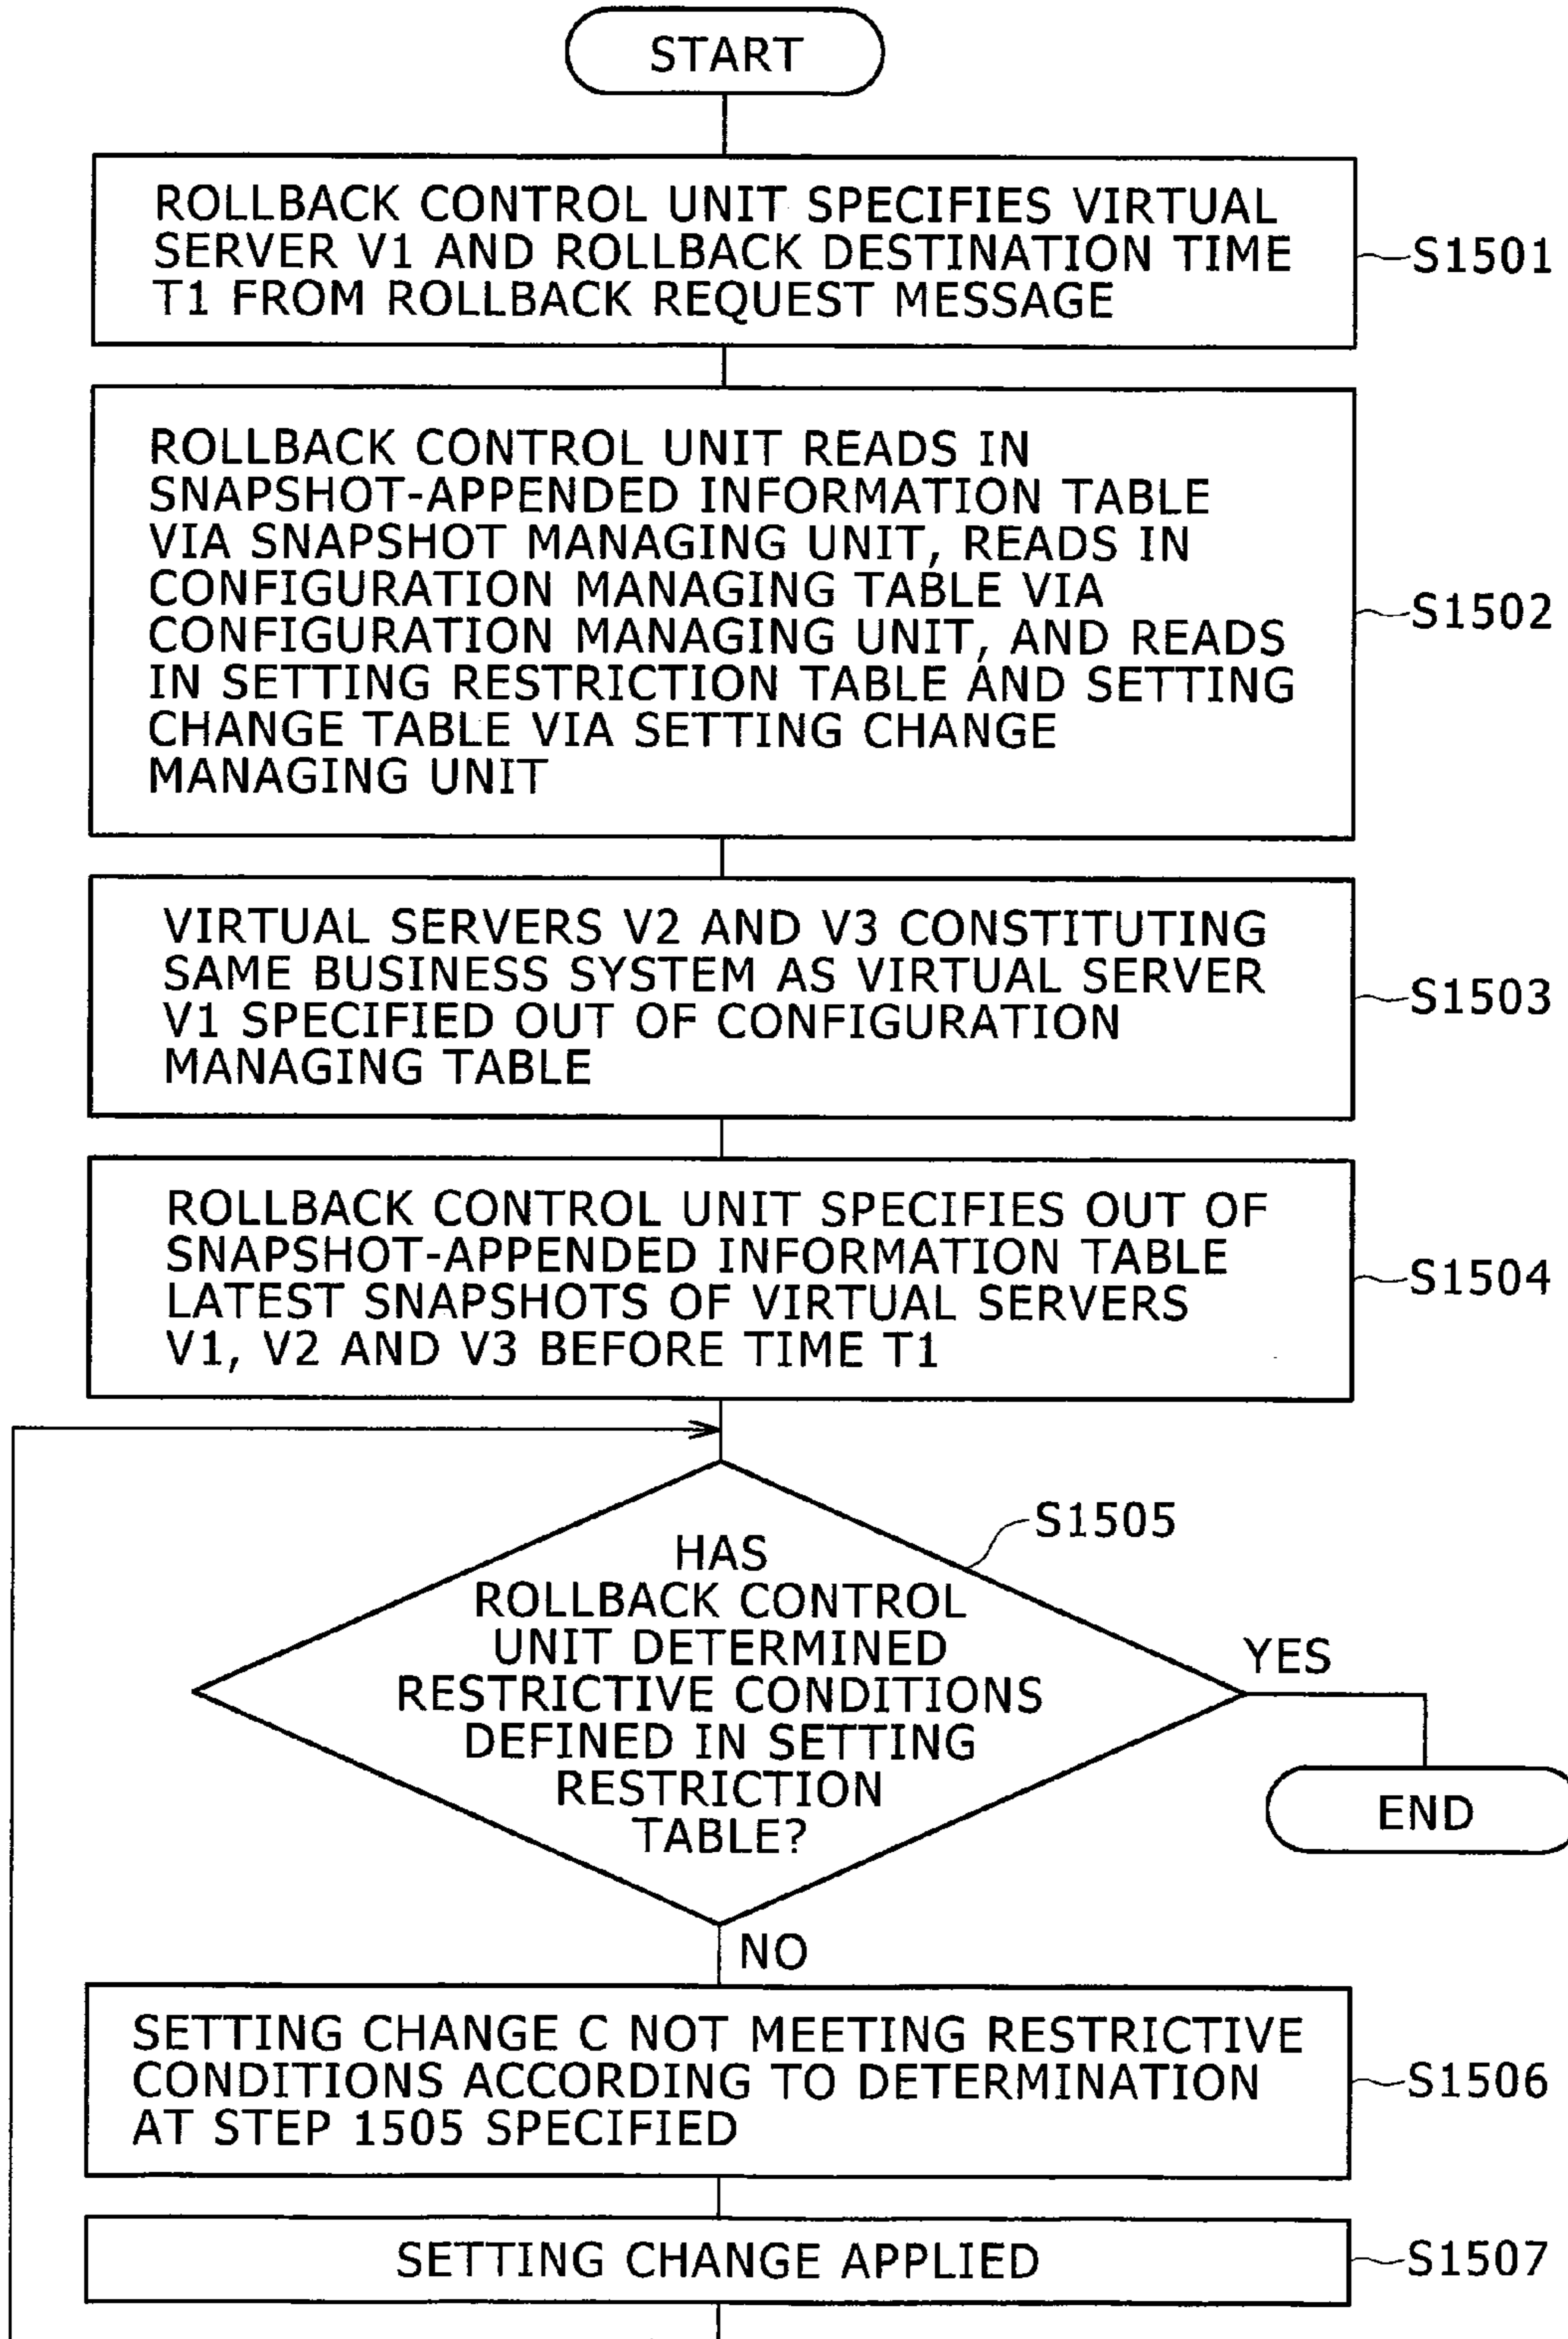 START
ROLLBACK CONTROL UNIT SPECIFIES VIRTUAL
SERVER V1 AND ROLLBACK DESTINATION TIME
T1 FROM ROLLBACK REQUEST MESSAGE
S1501
ROLLBACK CONTROL UNIT READS IN
SNAPSHOT-APPENDED INFORMATION TABLE
VIA SNAPSHOT MANAGING UNIT, READS IN
CONFIGURATION MANAGING TABLE VIA
CONFIGURATION MANAGING UNIT, AND READS
IN SETTING RESTRICTION TABLE AND SETTING
CHANGE TABLE VIA SETTING CHANGE
MANAGING UNIT
S1502
VIRTUAL SERVERS V2 AND V3 CONSTITUTING
SAME BUSINESS SYSTEM AS VIRTUAL SERVER
V1 SPECIFIED OUT OF CONFIGURATION
MANAGING TABLE
S1503
ROLLBACK CONTROL UNIT SPECIFIES OUT OF
SNAPSHOT-APPENDED INFORMATION TABLE
LATEST SNAPSHOTS OF VIRTUAL SERVERS
V1, V2 AND V3 BEFORE TIME T1
S1504
S1505
HAS
ROLLBACK CONTROL
UNIT DETERMINED
RESTRICTIVE CONDITIONS
DEFINED IN SETTING
RESTRICTION
TABLE?
YES
END
NO
SETTING CHANGE C NOT MEETING RESTRICTIVE
CONDITIONS ACCORDING TO DETERMINATION
AT STEP 1505 SPECIFIED
S1506
SETTING CHANGE APPLIED
S1507